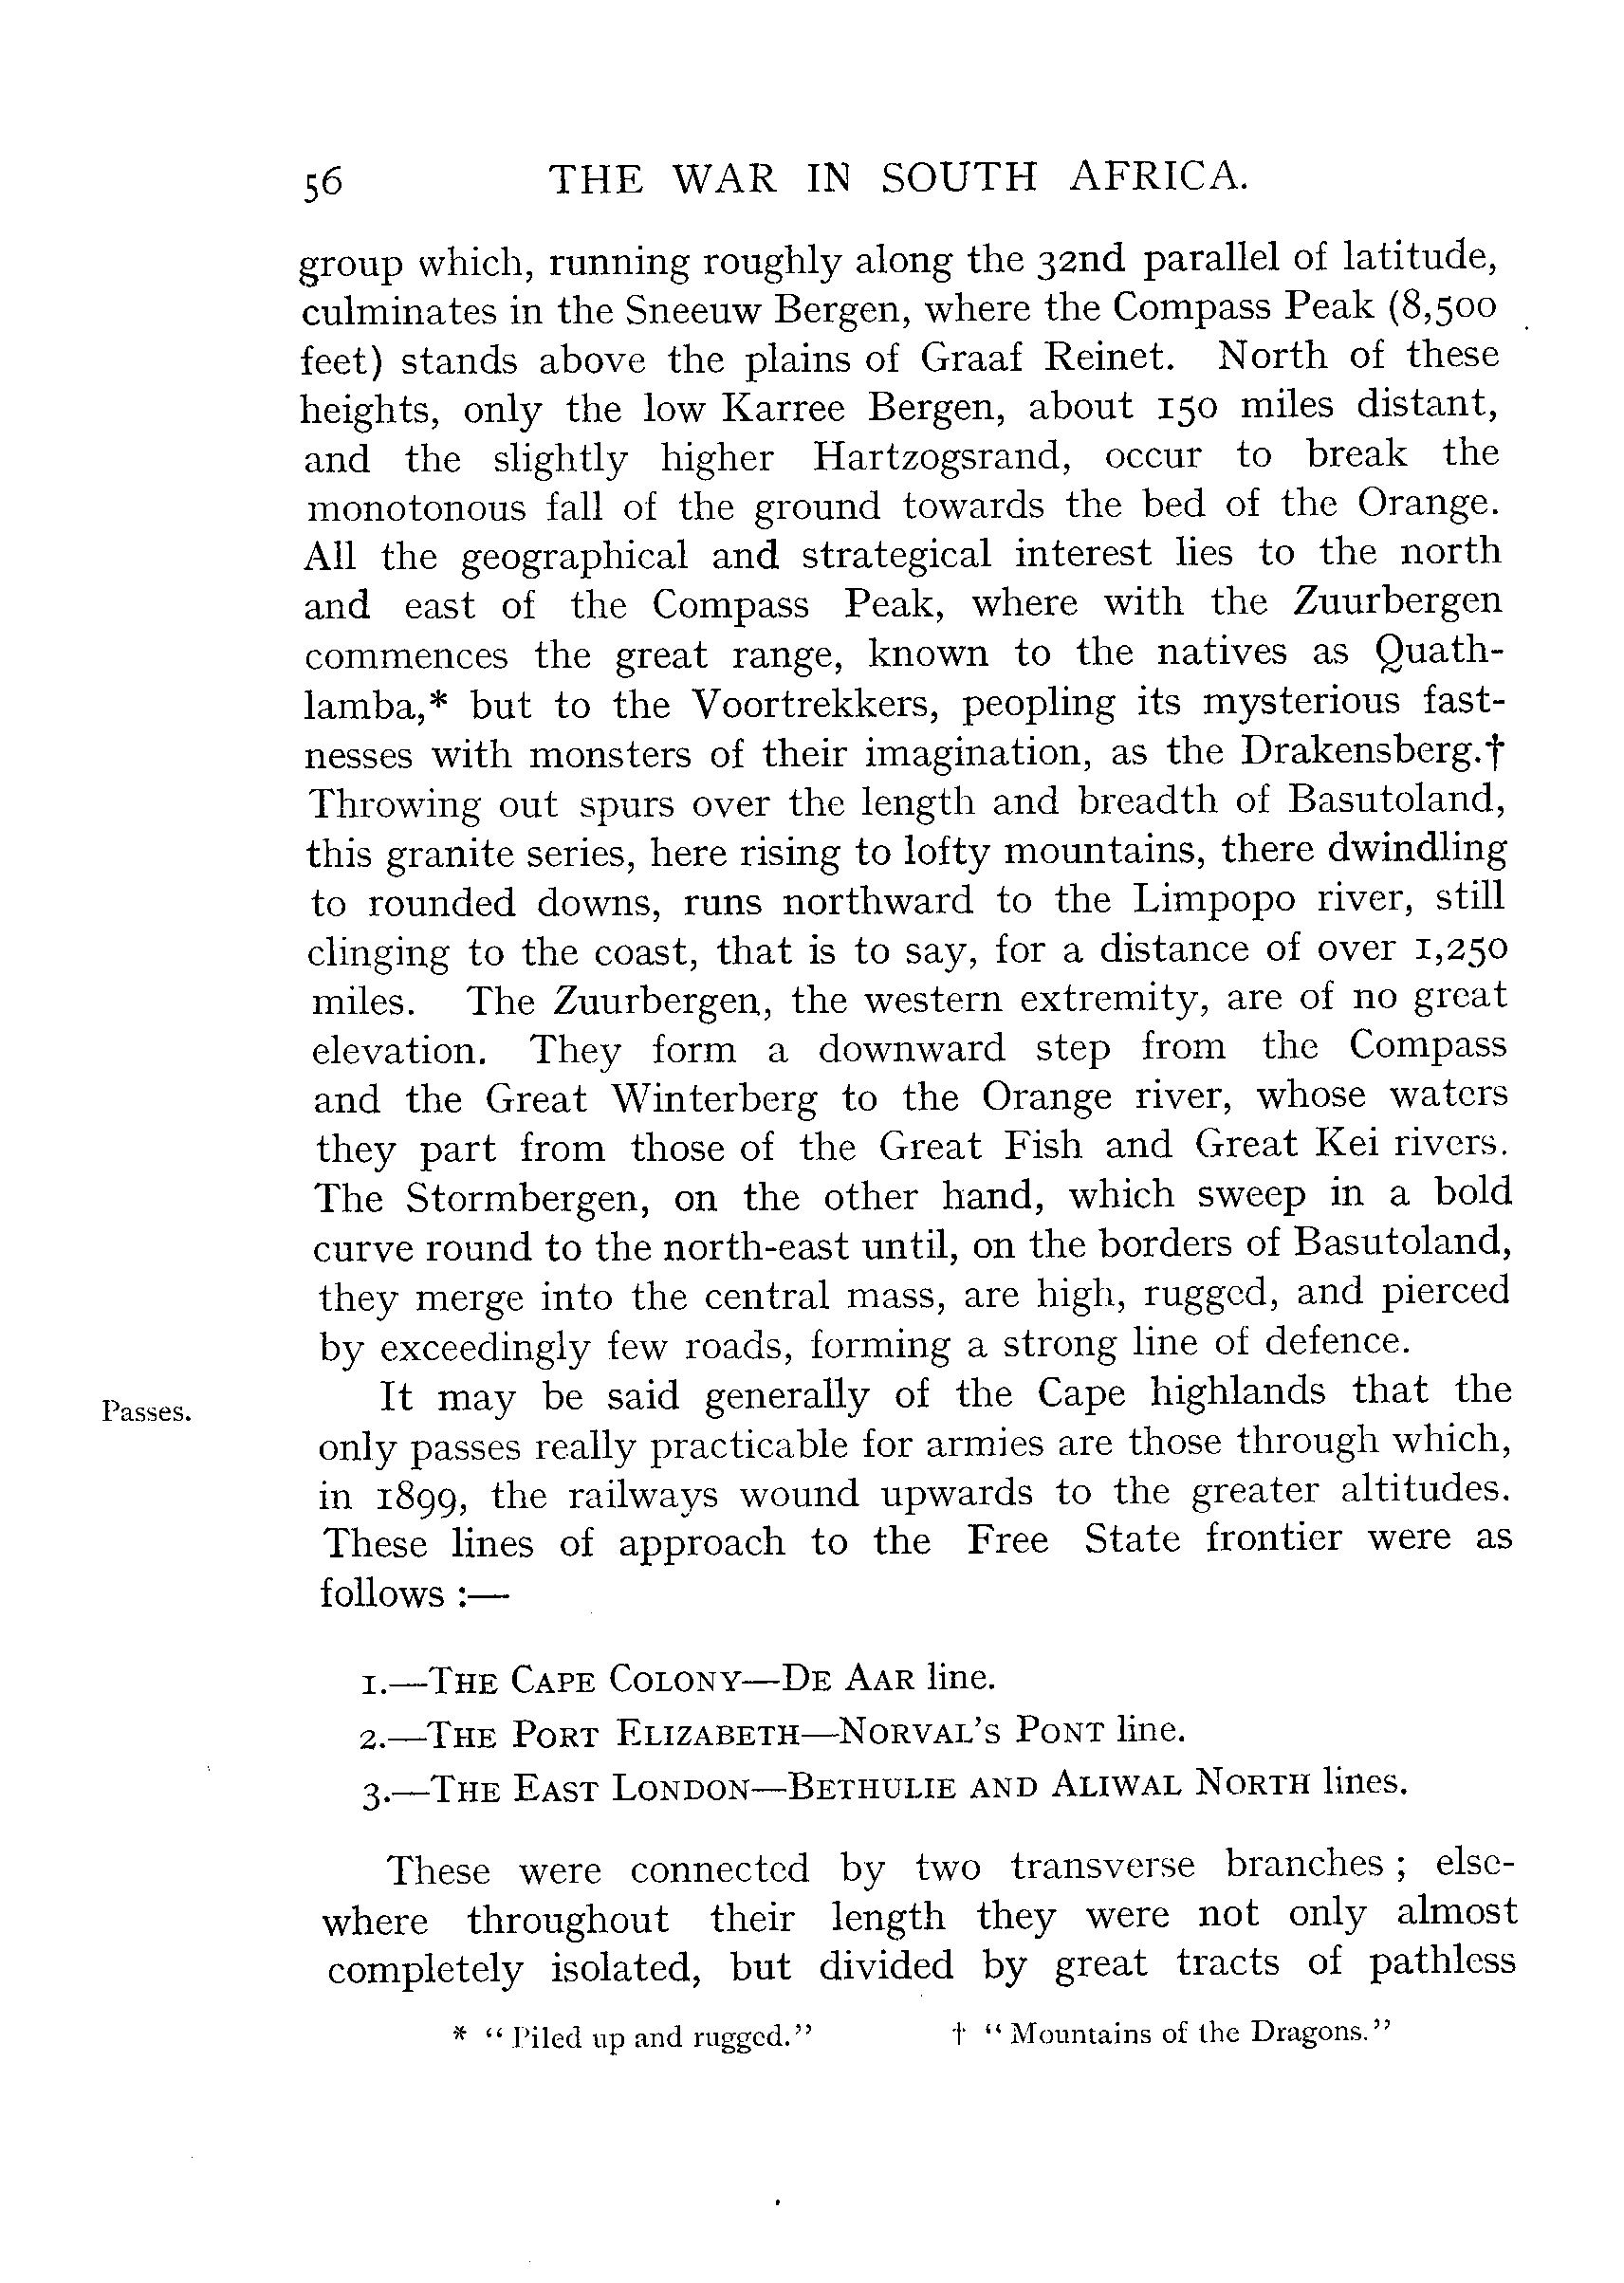 56 THE WAR IN SOUTH AFRICA.
group which, running roughly along the 32nd parallel of latitude,
culminates in the Sneeuw Bergen, where the Compass Peak (8,500
feet) stands above the plains of Graaf Reinet. North of these
heights, only the low Karree Bergen, about 150 miles distant,
and the slightly higher Hartzogsrand, occur to break the
monotonous fall of the ground towards the bed of the Orange.
All the geographical and strategical interest lies to the north
and east of the Compass Peak, where with the Zuurbergen
commences the great range, known to the natives as Quath-
lamba,* but to the Voortrekkers, peopling its mysterious fast-
nesses with monsters of their imagination, as the Drakensberg.†
Throwing out spurs over the length and breadth of Basutoland,
this granite series, here rising to lofty mountains, there dwindling
to rounded downs, runs northward to the Limpopo river, still
clinging to the coast, that is to say, for a distance of over 1,250
miles. The Zuurbergen, the western extremity, are of no great
elevation. They form a downward step from the Compass
and the Great Winterberg to the Orange river, whose waters
they part from those of the Great Fish and Great Kei rivers.
The Stormbergen, on the other hand, which sweep in a bold
curve round to the north-east until, on the borders of Basutoland,
they merge into the central mass, are high, rugged, and pierced
by exceedingly few roads, forming a strong line of defence.
Passes. It may be said generally of the Cape highlands that the
only passes really practicable for armies are those through which,
in 1899, the railways wound upwards to the greater altitudes.
These lines of approach to the Free State frontier were as
follows :—
1.—THE CAPE COLONY—DE AAR line.
2.—THE PORT ELIZABETH—NORVAL'S PONT line.
3.—THE EAST LONDON—BETHULIE AND ALIWAL NORTH lines.
These were connected by two transverse branches ; else-
where throughout their length they were not only almost
completely isolated, but divided by great tracts of pathless
* " Piled up and rugged." † " Mountains of the Dragons."